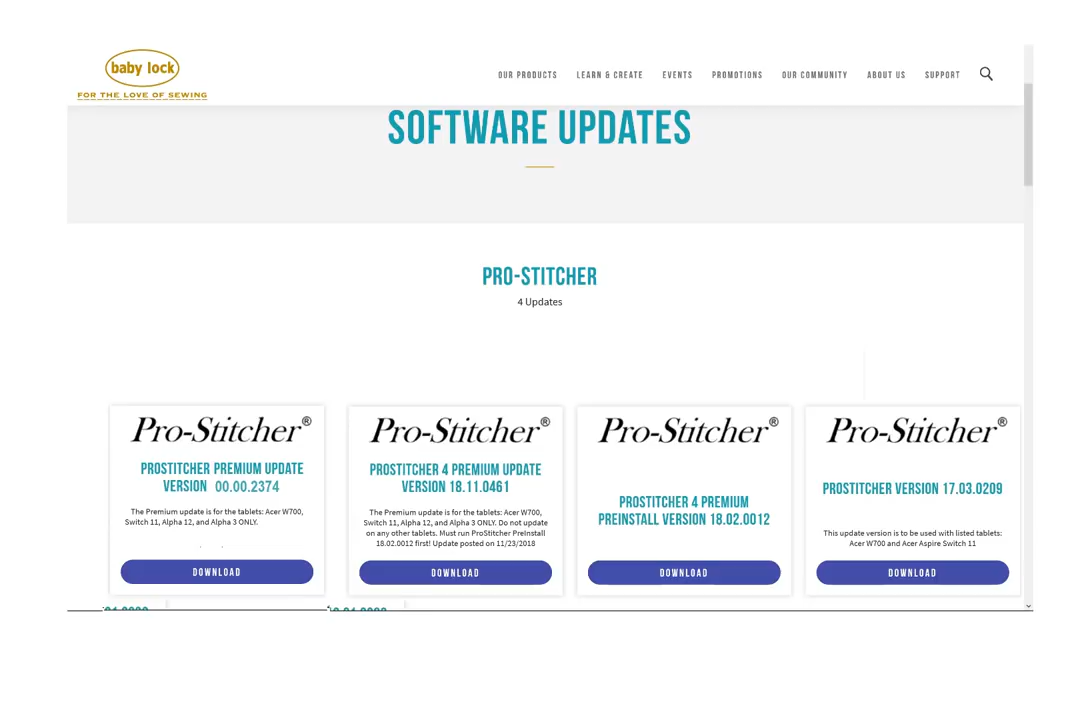 baby lock
FOR THE LOVE OF SEWING
OUR PRODUCTS LEARN & CREATE EVENTS PROMOTIONS OUR COMMUNITY ABOUT US SUPPORT
SOFTWARE UPDATES
PRO-STITCHER
4 Updates
Pro-Stitcher®
PROSTITCHER PREMIUM UPDATE
VERSION 00.00.2374
The Premium update is for the tablets: Acer W700,
Switch 11, Alpha 12, and Alpha 3 ONLY.
DOWNLOAD
Pro-Stitcher®
PROSTITCHER 4 PREMIUM UPDATE
VERSION 18.11.0461
The Premium update is for the tablets: Acer W700,
Switch 11, Alpha 12, and Alpha 3 ONLY. Do not update
on any other tablets. Must run ProStitcher PreInstall
18.02.0012 first! Update posted on 11/23/2018
DOWNLOAD
Pro-Stitcher®
PROSTITCHER 4 PREMIUM
PREINSTALL VERSION 18.02.0012
DOWNLOAD
Pro-Stitcher®
PROSTITCHER VERSION 17.03.0209
This update version is to be used with listed tablets:
Acer W700 and Acer Aspire Switch 11
DOWNLOAD